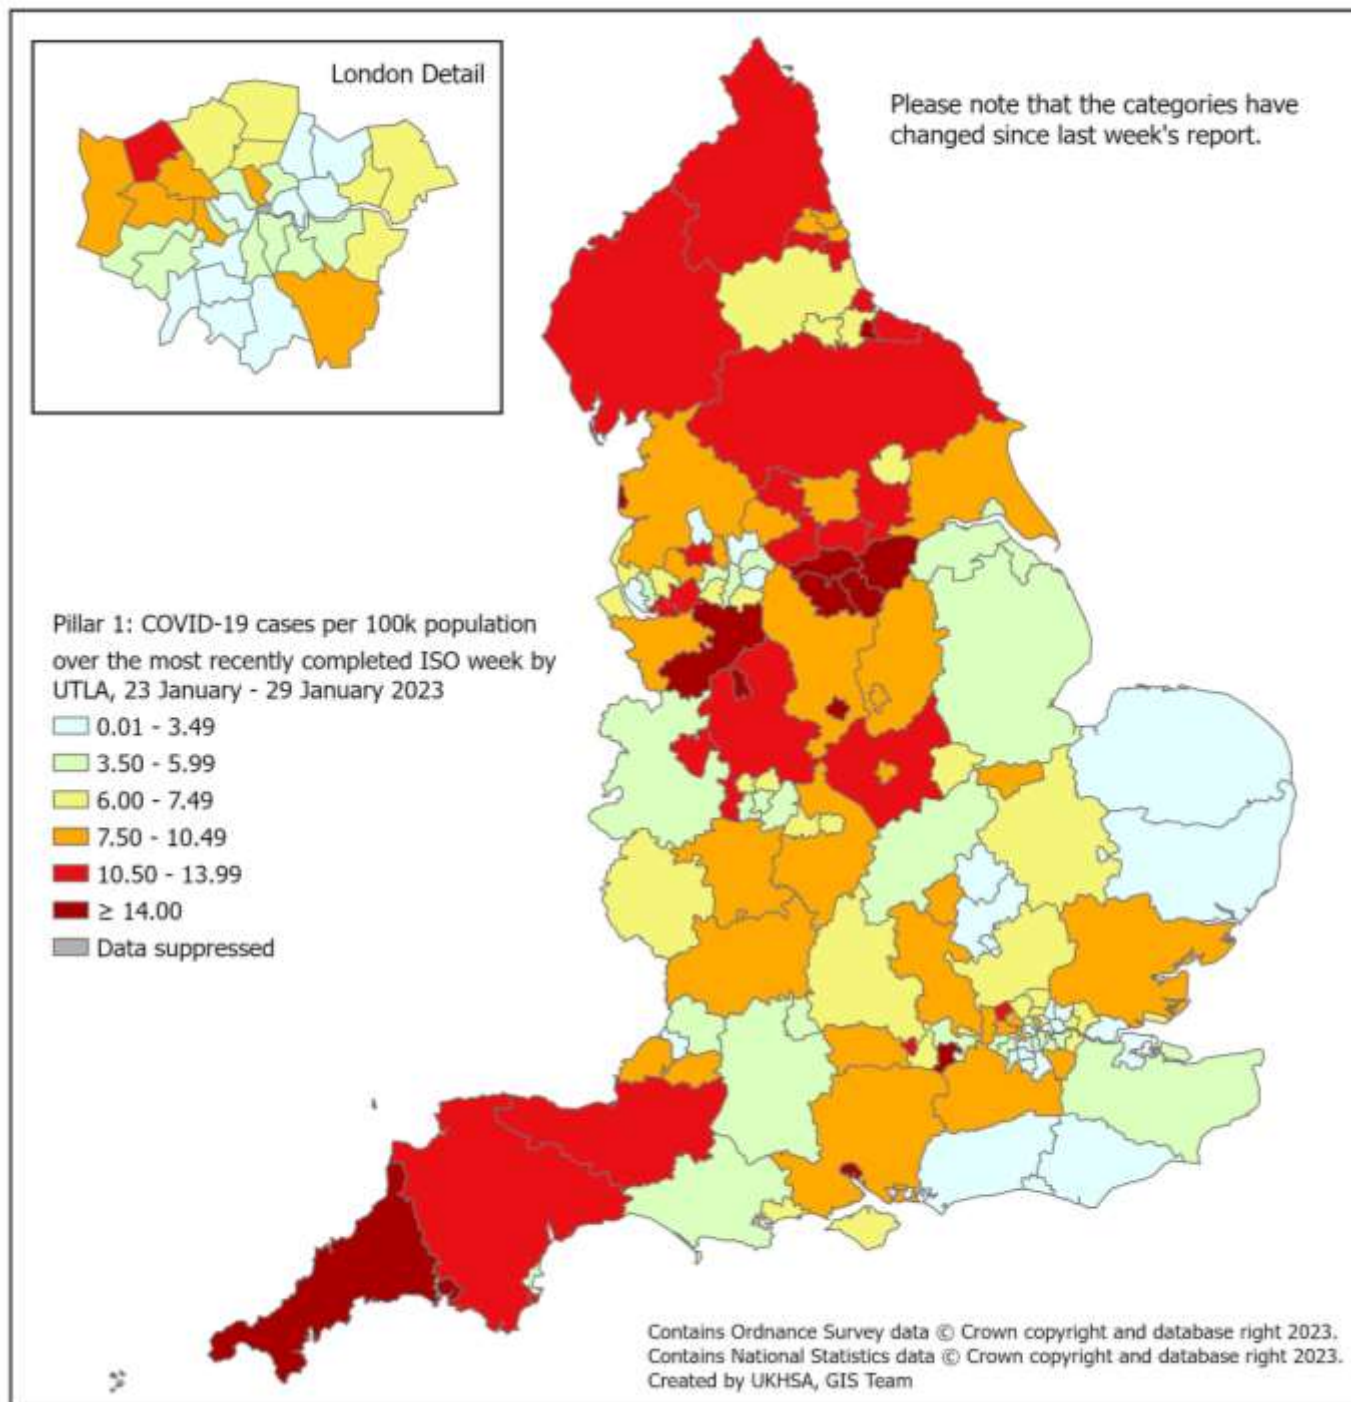 London Detail
Please note that the categories have
changed since last week's report.
Pillar 1: COVID-19 cases per 100k population
over the most recently completed ISO week by
UTLA, 23 January - 29 January 2023
0.01 - 3.49
3.50 - 5.99
6.00 - 7.49
7.50 - 10.49
10.50 - 13.99
≥ 14.00
Data suppressed
Contains Ordnance Survey data © Crown copyright and database right 2023.
Contains National Statistics data © Crown copyright and database right 2023.
Created by UKHSA, GIS Team